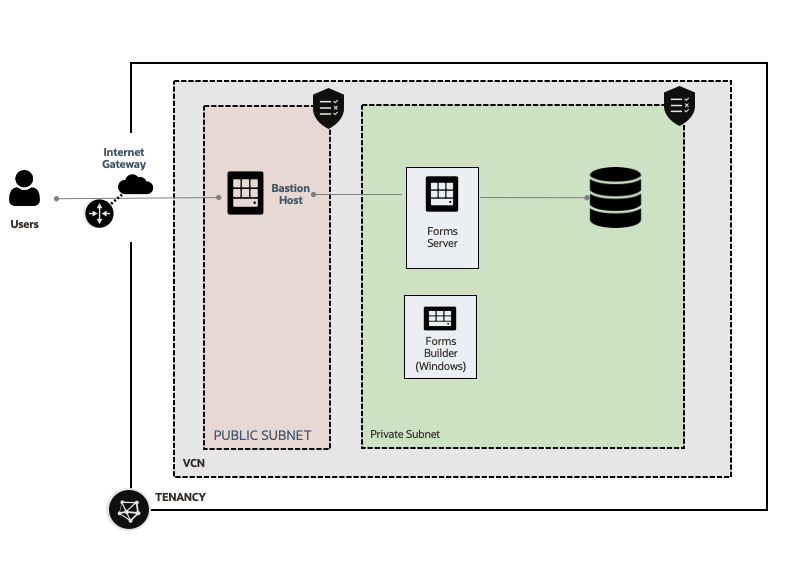 Internet
Gateway
Users
Bastion
Host
Forms
Server
Forms
Builder
(Windows)
PUBLIC SUBNET
Private Subnet
VCN
TENANCY